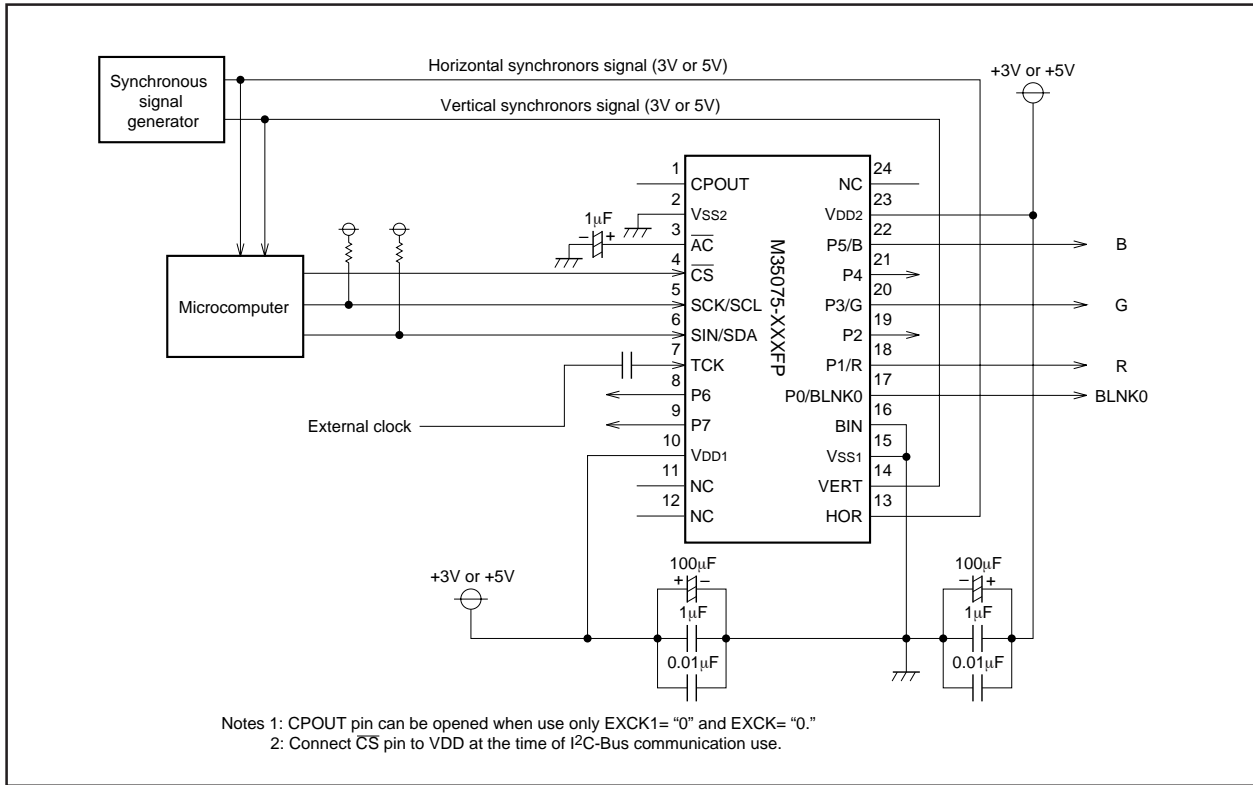 Synchronous
signal
generator
Horizontal synchronors signal (3V or 5V)
Vertical synchronors signal (3V or 5V)
+3V or +5V
Microcomputer
1µF
− +
External clock
M35075-XXXFP
1
CPOUT
2
VSS2
3
AC
4
CS
5
SCK/SCL
6
SIN/SDA
7
TCK
8
P6
9
P7
10
VDD1
11
NC
12
NC
24
NC
23
VDD2
22
P5/B
B
21
P4
20
P3/G
G
19
P2
18
P1/R
R
17
P0/BLNK0
BLNK0
16
BIN
15
VSS1
14
VERT
13
HOR
+3V or +5V
100µF
+ −
1µF
0.01µF
100µF
− +
1µF
0.01µF
Notes 1: CPOUT pin can be opened when use only EXCK1= “0” and EXCK= “0.”
2: Connect CS pin to VDD at the time of I²C-Bus communication use.